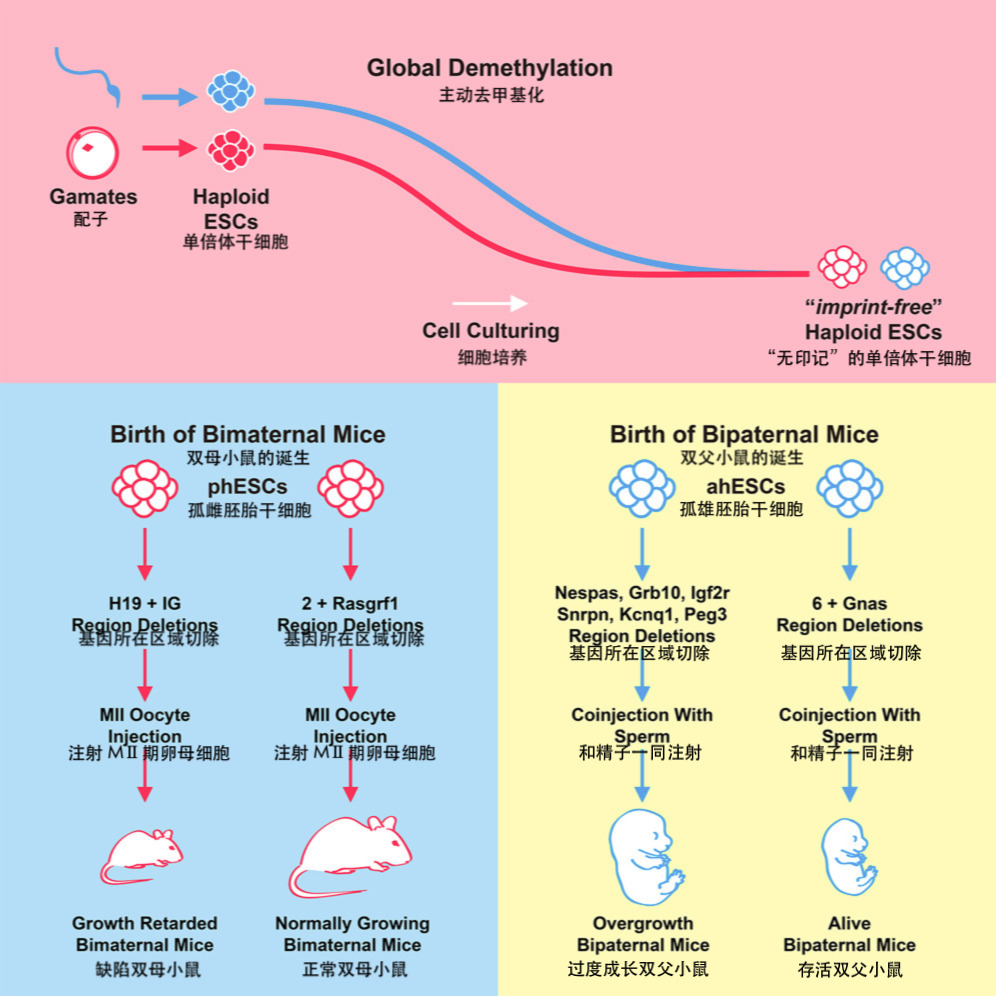 Global Demethylation
主动去甲基化
Gamates
配子
Haploid
ESCs
单倍体干细胞
Cell Culturing
细胞培养
“imprint-free”
Haploid ESCs
“无印记”的单倍体干细胞
Birth of Bimaternal Mice
双母小鼠的诞生
phESCs
孤雌胚胎干细胞
H19 + IG
Region Deletions
基因所在区域切除
MII Oocyte
Injection
注射 MⅡ 期卵母细胞
Growth Retarded
Bimaternal Mice
缺陷双母小鼠
2 + Rasgrf1
Region Deletions
基因所在区域切除
MII Oocyte
Injection
注射 MⅡ 期卵母细胞
Normally Growing
Bimaternal Mice
正常双母小鼠
Birth of Bipaternal Mice
双父小鼠的诞生
ahESCs
孤雄胚胎干细胞
Nespas, Grb10, Igf2r
Snrpn, Kcnq1, Peg3
Region Deletions
基因所在区域切除
Coinjection With
Sperm
和精子一同注射
Overgrowth
Bipaternal Mice
过度成长双父小鼠
6 + Gnas
Region Deletions
基因所在区域切除
Coinjection With
Sperm
和精子一同注射
Alive
Bipaternal Mice
存活双父小鼠